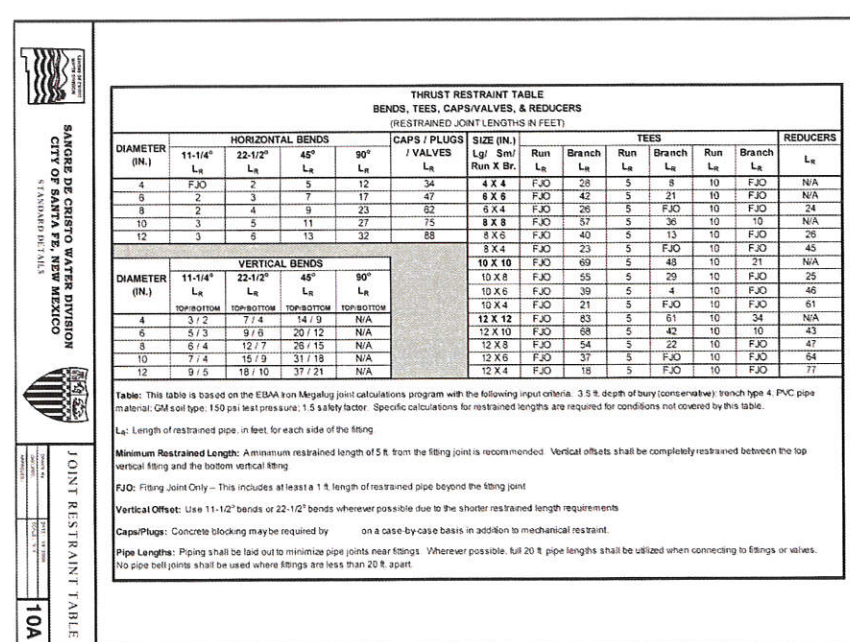 THRUST RESTRAINT TABLE
BENDS, TEES, CAPS/VALVES, & REDUCERS
(RESTRAINED JOINT LENGTHS IN FEET)
DIAMETER (IN.) HORIZONTAL BENDS CAPS / PLUGS / VALVES SIZE (IN.) TEES REDUCERS
11-1/4° 22-1/2° 45° 90° Lg/ Sm/ Run Branch Run Branch Run Branch
LR LR LR LR LR Run X Br. LR LR LR LR LR LR LR
4 FJO 2 5 12 34 4 X 4 FJO 28 5 8 10 FJO N/A
6 2 3 7 17 47 6 X 6 FJO 42 5 21 10 FJO N/A
8 2 4 9 23 62 6 X 4 FJO 26 5 FJO 10 FJO 24
10 3 5 11 27 75 8 X 8 FJO 57 5 36 10 10 N/A
12 3 6 13 32 88 8 X 6 FJO 40 5 13 10 FJO 26
8 X 4 FJO 23 5 FJO 10 FJO 45
VERTICAL BENDS 10 X 10 FJO 69 5 48 10 21 N/A
DIAMETER (IN.) 11-1/4° 22-1/2° 45° 90° 10 X 8 FJO 55 5 29 10 FJO 25
LR LR LR LR 10 X 6 FJO 39 5 4 10 FJO 46
TOP/BOTTOM TOP/BOTTOM TOP/BOTTOM TOP/BOTTOM 10 X 4 FJO 21 5 FJO 10 FJO 61
4 3 / 2 7 / 4 14 / 9 N/A 12 X 12 FJO 83 5 61 10 34 N/A
6 5 / 3 9 / 6 20 / 12 N/A 12 X 10 FJO 68 5 42 10 10 43
8 6 / 4 12 / 7 26 / 15 N/A 12 X 8 FJO 54 5 22 10 FJO 47
10 7 / 4 15 / 9 31 / 18 N/A 12 X 6 FJO 37 5 FJO 10 FJO 64
12 9 / 5 18 / 10 37 / 21 N/A 12 X 4 FJO 18 5 FJO 10 FJO 77
Table: This table is based on the EBAA Iron Megalug joint calculations program with the following input criteria: 3.5 ft. depth of bury (conservative); trench type 4, PVC pipe
material; GM soil type; 150 psi test pressure; 1.5 safety factor. Specific calculations for restrained lengths are required for conditions not covered by this table.
LR: Length of restrained pipe, in feet, for each side of the fitting.
Minimum Restrained Length: A minimum restrained length of 5 ft. from the fitting joint is recommended. Vertical offsets shall be completely restrained between the top
vertical fitting and the bottom vertical fitting.
FJO: Fitting Joint Only – This includes at least a 1 ft. length of restrained pipe beyond the fitting joint
Vertical Offset: Use 11-1/2° bends or 22-1/2° bends wherever possible due to the shorter restrained length requirements
Caps/Plugs: Concrete blocking may be required by on a case-by-case basis in addition to mechanical restraint.
Pipe Lengths: Piping shall be laid out to minimize pipe joints near fittings. Wherever possible, full 20 ft. pipe lengths shall be utilized when connecting to fittings or valves.
No pipe bell joints shall be used where fittings are less than 20 ft. apart.
SANGRE DE CRISTO WATER DIVISION
CITY OF SANTA FE, NEW MEXICO
STANDARD DETAILS
JOINT RESTRAINT TABLE
10A